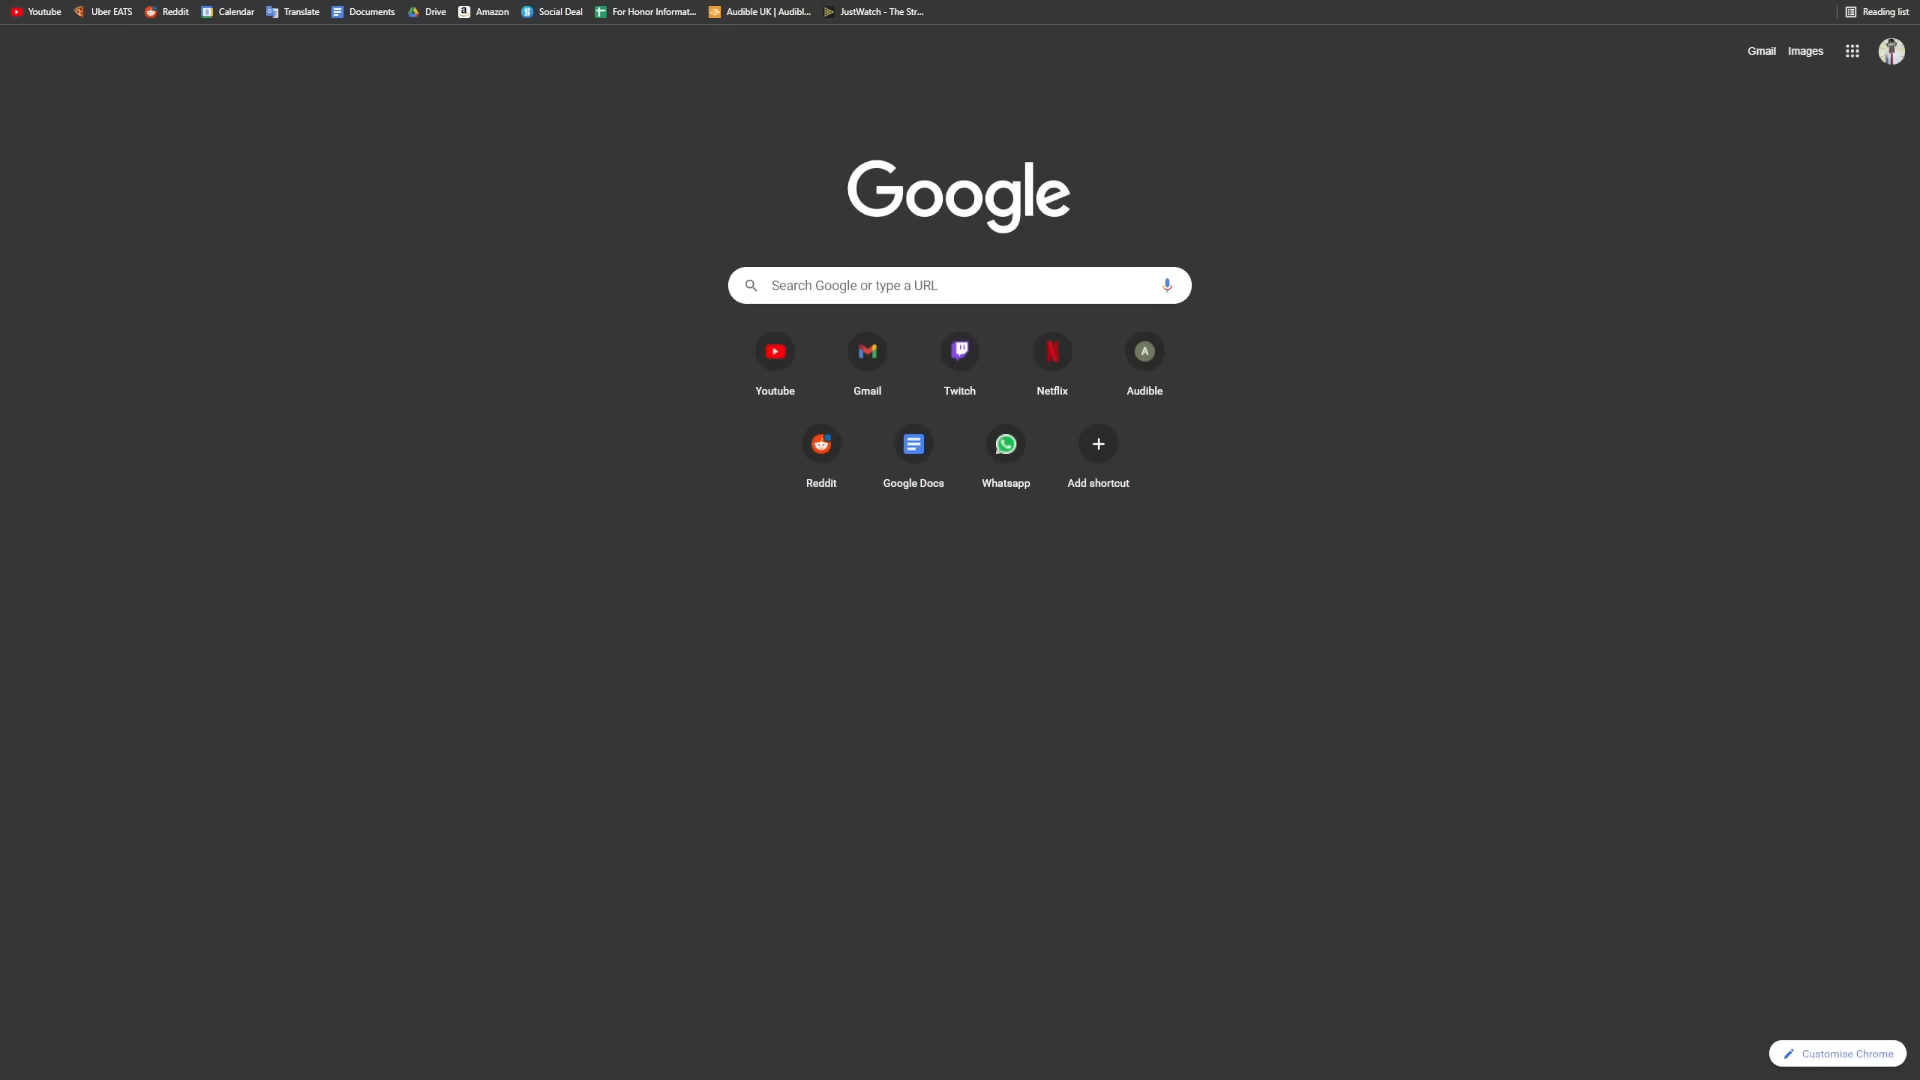 Youtube Uber EATS Reddit Calendar Translate Documents Drive Amazon Social Deal For Honor Informat... Audible UK | Audibl... JustWatch - The Str... Reading list
Gmail Images
Google
Search Google or type a URL
Youtube Gmail Twitch Netflix Audible
Reddit Google Docs Whatsapp Add shortcut
Customise Chrome